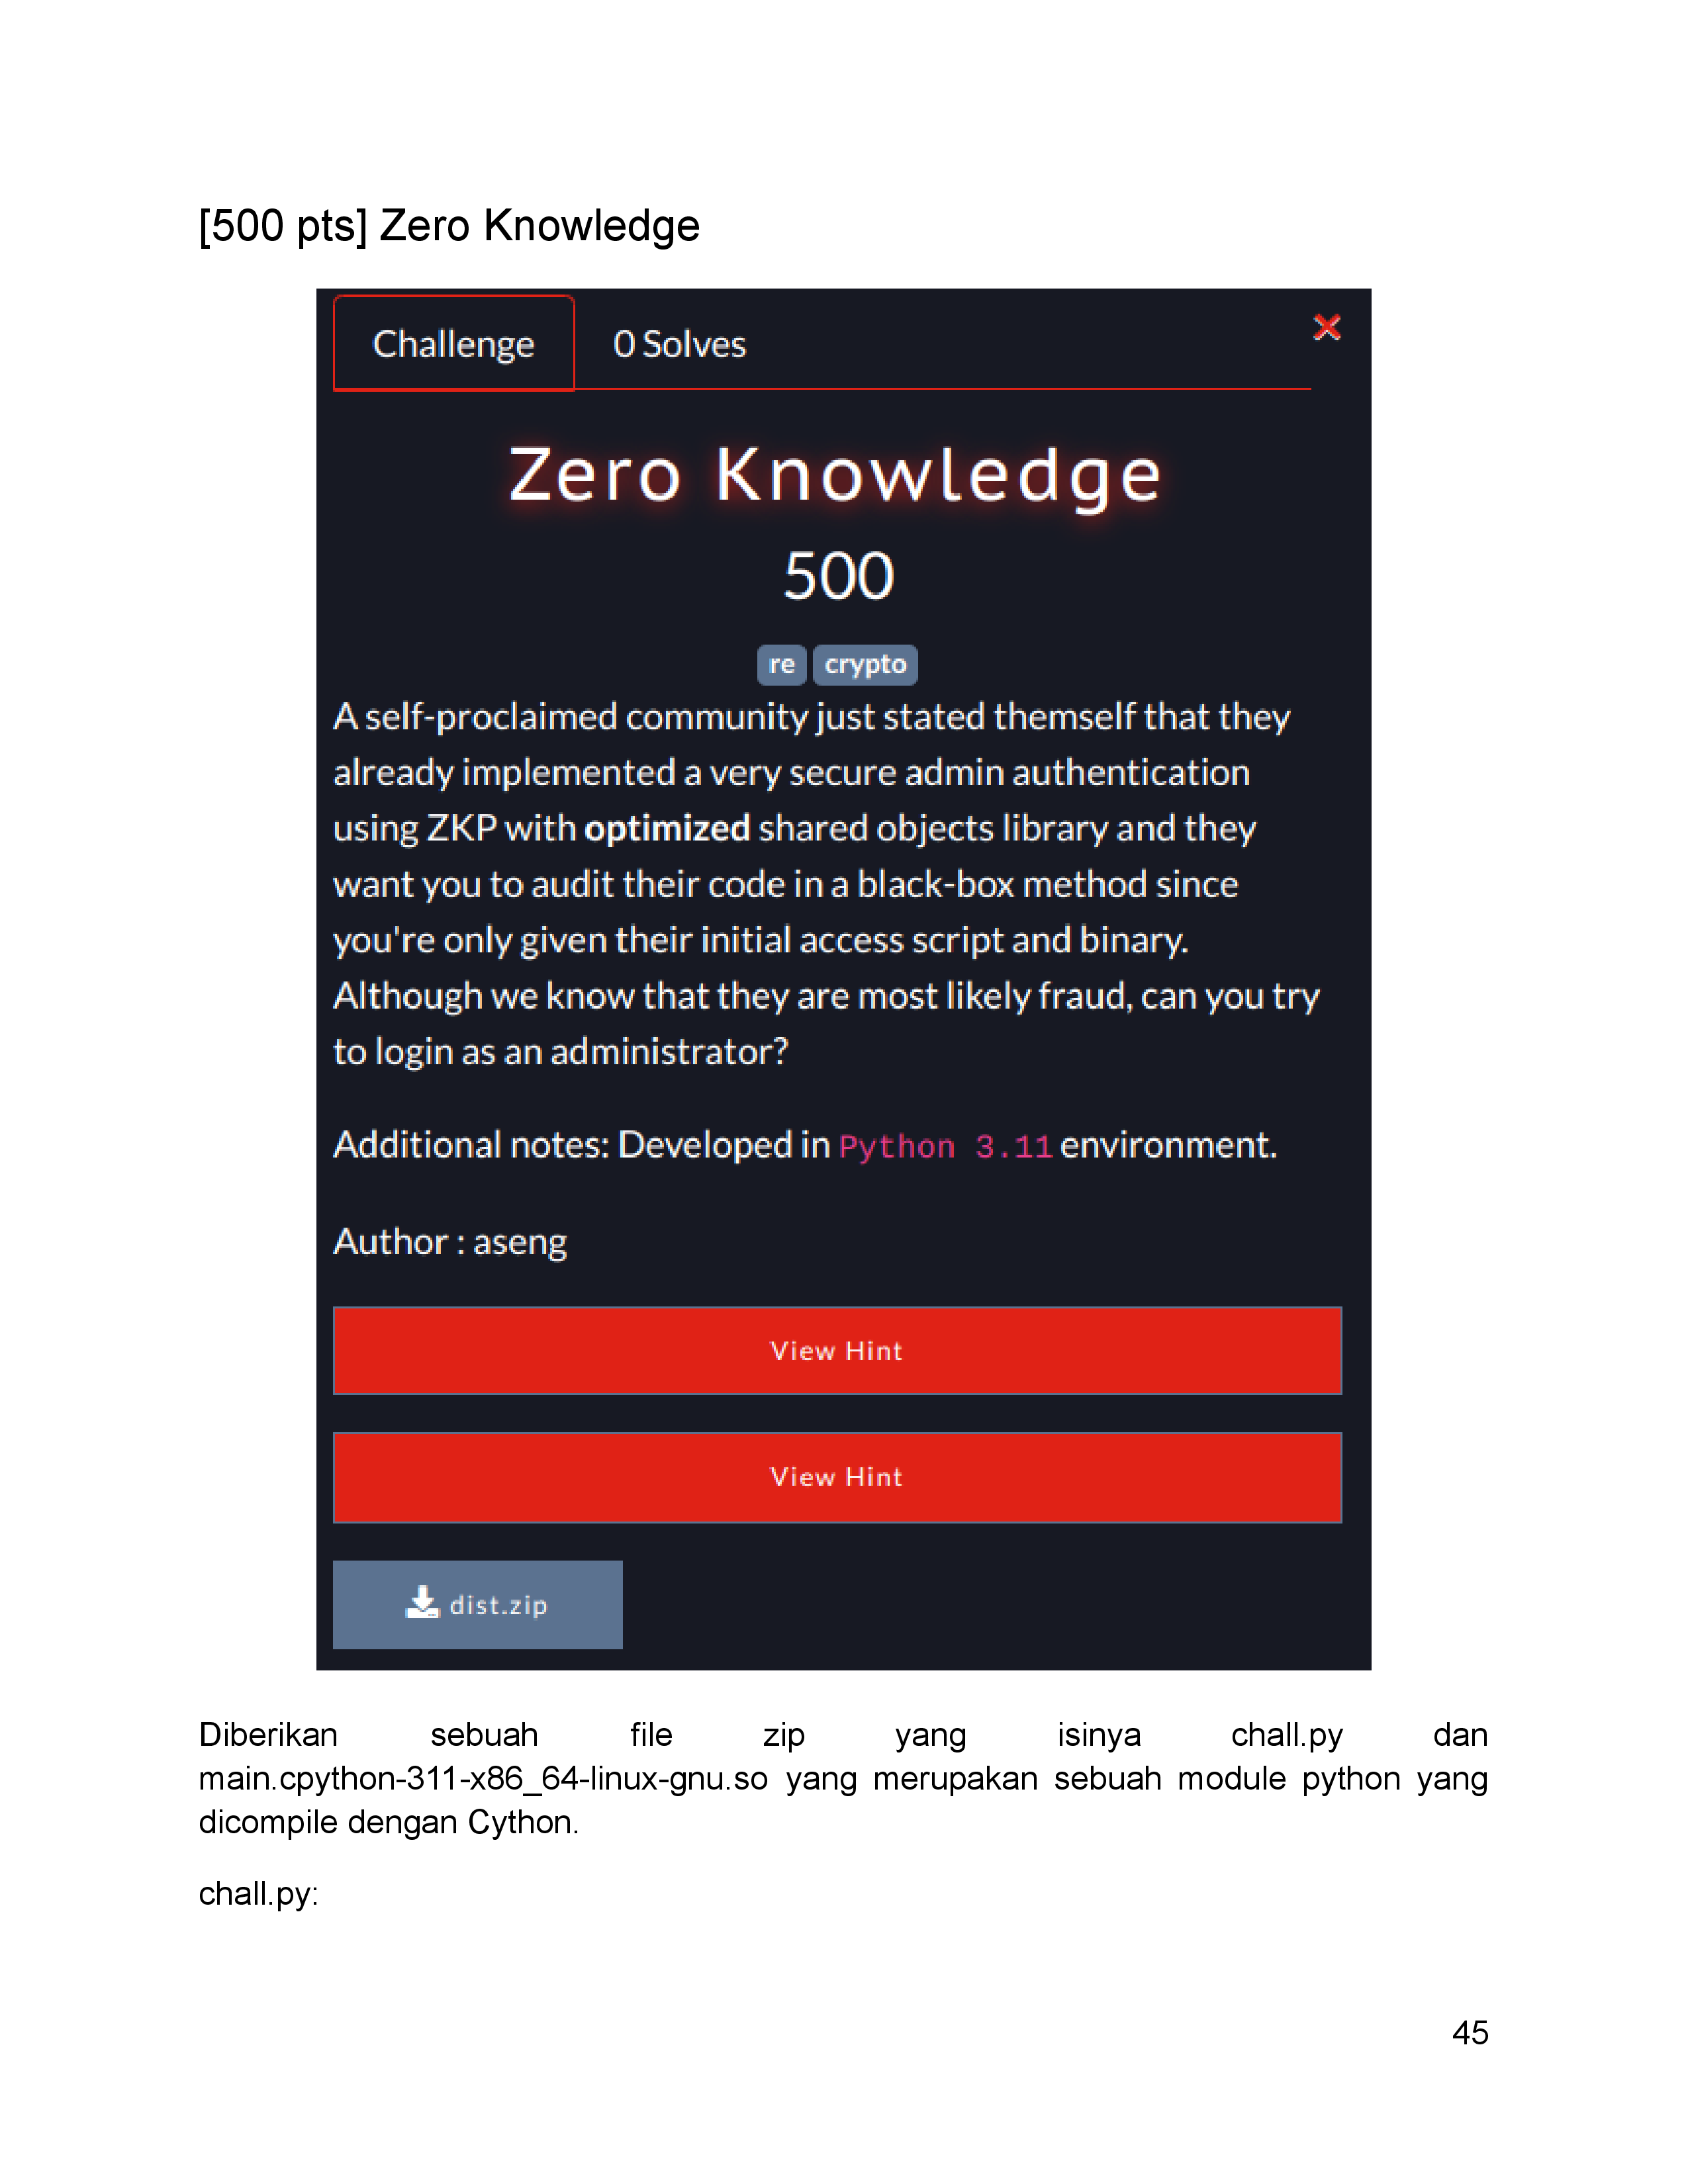 [500 pts] Zero Knowledge
Challenge
0 Solves
Zero Knowledge
500
re crypto
A self-proclaimed community just stated themself that they
already implemented a very secure admin authentication
using ZKP with optimized shared objects library and they
want you to audit their code in a black-box method since
you're only given their initial access script and binary.
Although we know that they are most likely fraud, can you try
to login as an administrator?
Additional notes: Developed in Python 3.11 environment.
Author : aseng
View Hint
View Hint
dist.zip
Diberikan sebuah file zip yang isinya chall.py dan
main.cpython-311-x86_64-linux-gnu.so yang merupakan sebuah module python yang
dicompile dengan Cython.
chall.py:
45